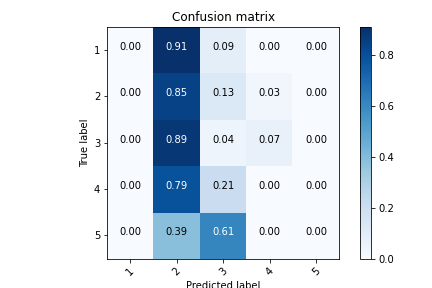 Confusion matrix
1 0.00 0.91 0.09 0.00 0.00
2 0.00 0.85 0.13 0.03 0.00
3 0.00 0.89 0.04 0.07 0.00
4 0.00 0.79 0.21 0.00 0.00
5 0.00 0.39 0.61 0.00 0.00
True label
1 2 3 4 5
Predicted label
0.8
0.6
0.4
0.2
0.0